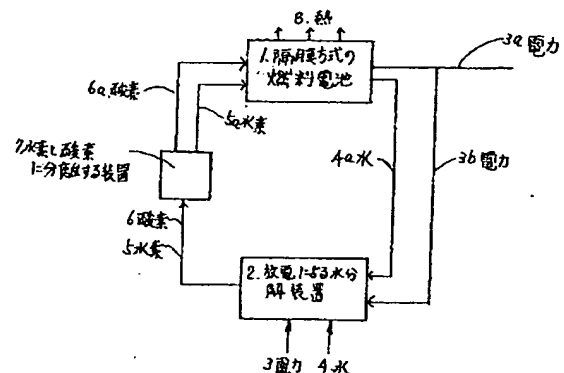 8.熱
1.隔膜方式の
燃料電池
3a電力
6a酸素
5a水素
7水素と酸素
に分離する装置
4a水
3b電力
6酸素
5水素
2.放電による水分
解装置
3電力 4水